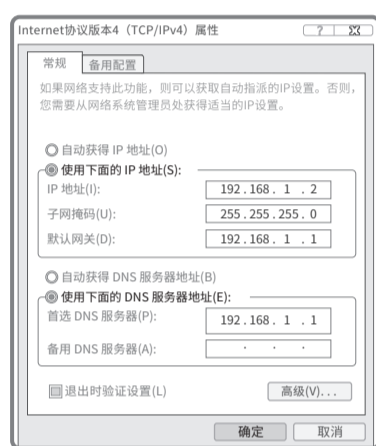 Internet协议版本4（TCP/IPv4）属性
?
常规 备用配置
如果网络支持此功能，则可以获取自动指派的IP设置。否则，
您需要从网络系统管理员处获得适当的IP设置。
自动获得 IP 地址(O)
使用下面的 IP 地址(S):
IP 地址(I): 192.168. 1 . 2
子网掩码(U): 255.255.255. 0
默认网关(D): 192.168. 1 . 1
自动获得 DNS 服务器地址(B)
使用下面的 DNS 服务器地址(E):
首选 DNS 服务器(P): 192.168. 1 . 1
备用 DNS 服务器(A): . . .
退出时验证设置(L) 高级(V)...
确定 取消